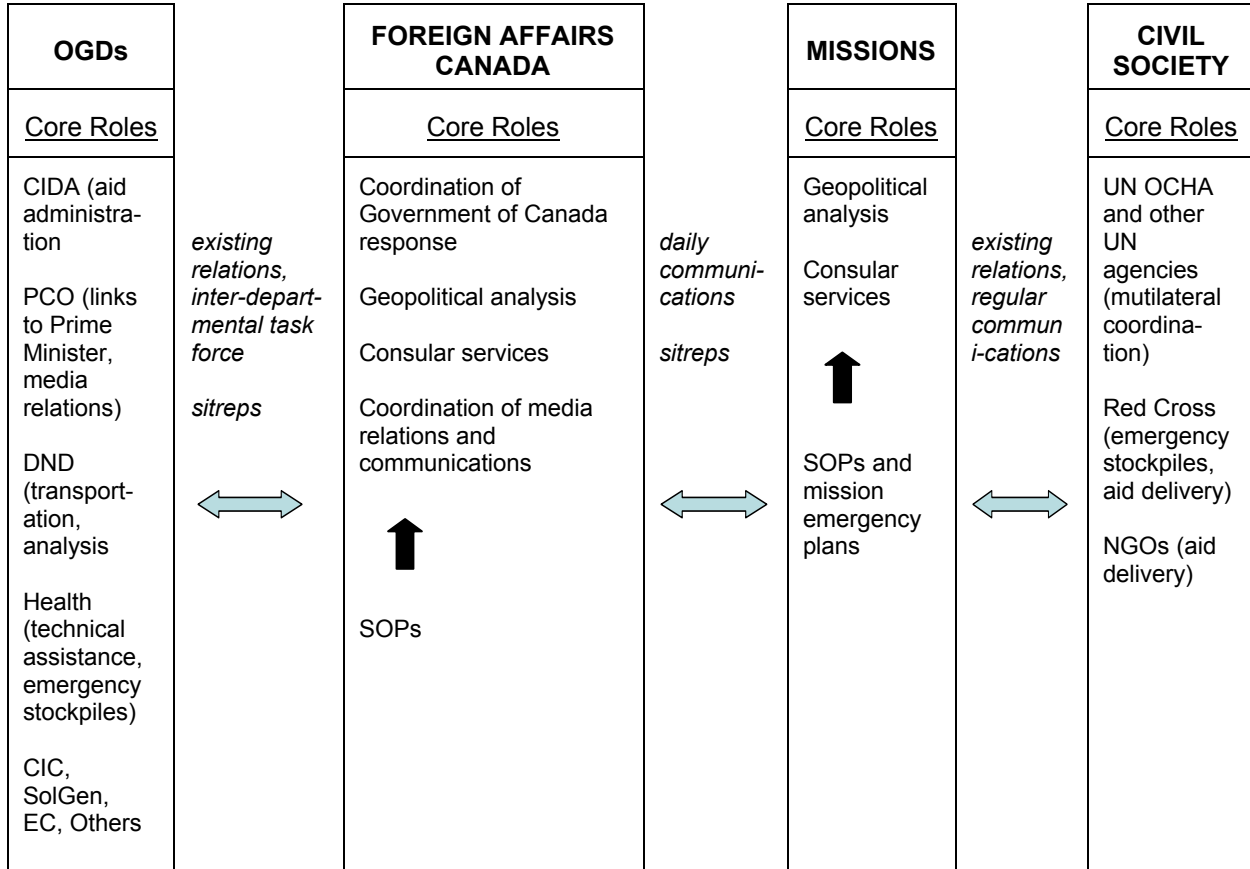 OGDs
Core Roles
CIDA (aid
administra-
tion
PCO (links
to Prime
Minister,
media
relations)
DND
(transport-
ation,
analysis
Health
(technical
assistance,
emergency
stockpiles)
CIC,
SolGen,
EC, Others
existing
relations,
inter-depart-
mental task
force
sitreps
FOREIGN AFFAIRS
CANADA
Core Roles
Coordination of
Government of Canada
response
Geopolitical analysis
Consular services
Coordination of media
relations and
communications
SOPs
daily
communi-
cations
sitreps
MISSIONS
Core Roles
Geopolitical
analysis
Consular
services
SOPs and
mission
emergency
plans
existing
relations,
regular
commun
i-cations
CIVIL
SOCIETY
Core Roles
UN OCHA
and other
UN
agencies
(mutilateral
coordina-
tion)
Red Cross
(emergency
stockpiles,
aid delivery)
NGOs (aid
delivery)